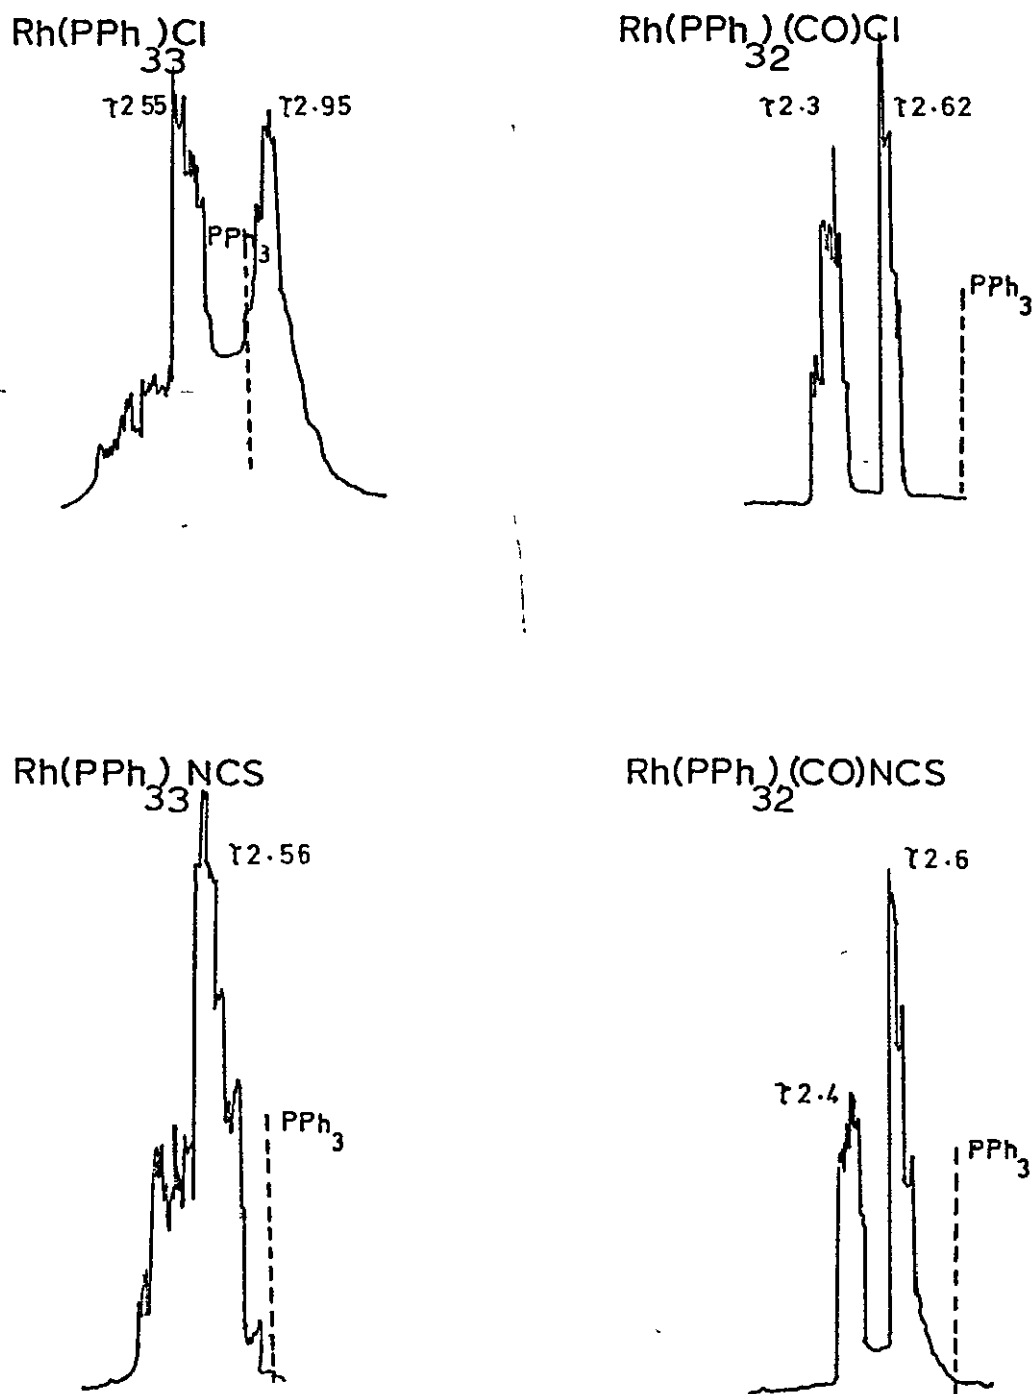 Rh(PPh₃)₃Cl
Rh(PPh₃)₂(CO)Cl
τ2.55
τ2.95
τ2.3
τ2.62
PPh₃
PPh₃
Rh(PPh₃)₃NCS
Rh(PPh₃)₂(CO)NCS
τ2.56
τ2.6
τ2.4
PPh₃
PPh₃